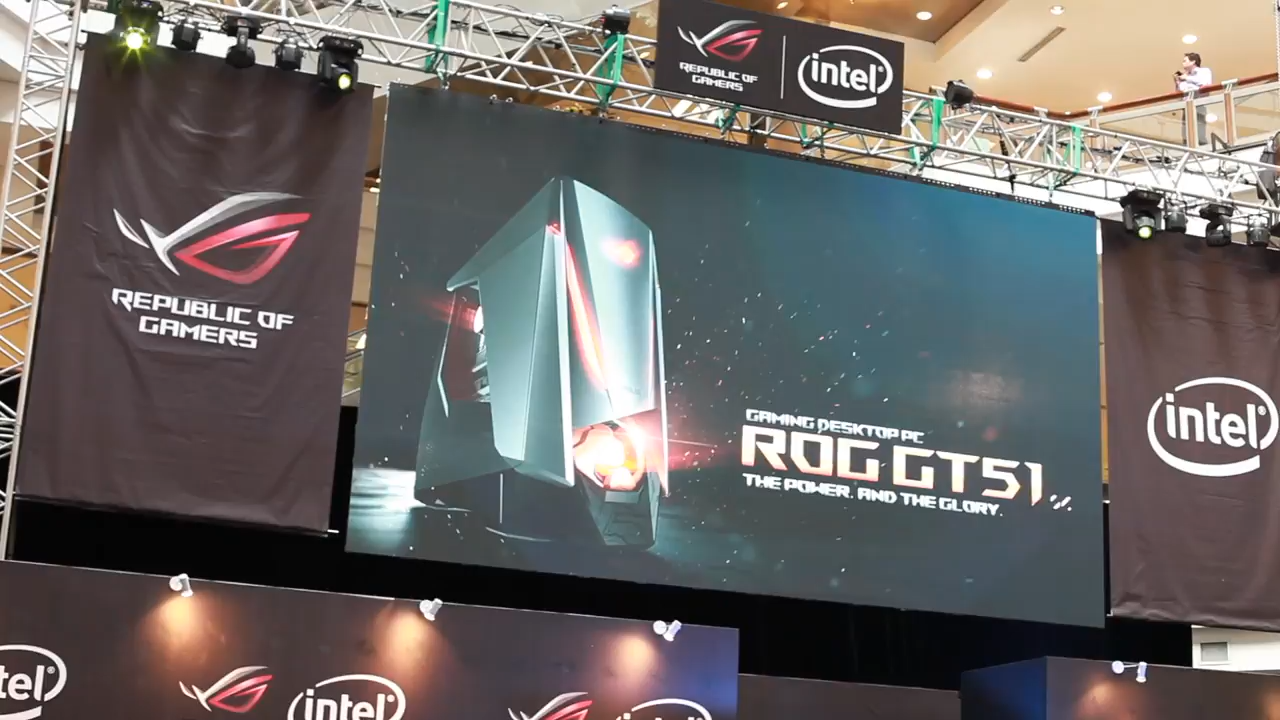 REPUBLIC OF
GAMERS
intel®
REPUBLIC OF
GAMERS
GAMING DESKTOP PC
ROG GT51
THE POWER. AND THE GLORY.
intel®
tel®
intel®
intel